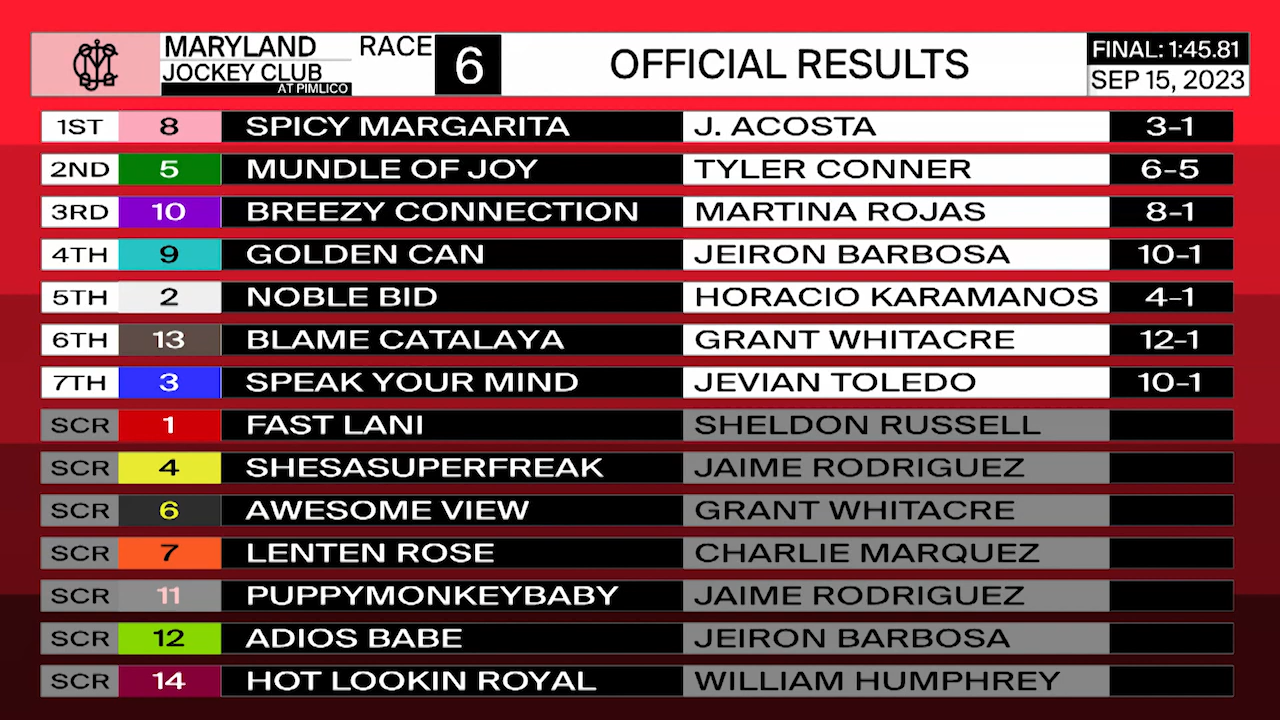 MARYLAND
JOCKEY CLUB
AT PIMLICO
RACE 6
OFFICIAL RESULTS
FINAL: 1:45.81
SEP 15, 2023
1ST 8 SPICY MARGARITA J. ACOSTA 3-1
2ND 5 MUNDLE OF JOY TYLER CONNER 6-5
3RD 10 BREEZY CONNECTION MARTINA ROJAS 8-1
4TH 9 GOLDEN CAN JEIRON BARBOSA 10-1
5TH 2 NOBLE BID HORACIO KARAMANOS 4-1
6TH 13 BLAME CATALAYA GRANT WHITACRE 12-1
7TH 3 SPEAK YOUR MIND JEVIAN TOLEDO 10-1
SCR 1 FAST LANI SHELDON RUSSELL
SCR 4 SHESASUPERFREAK JAIME RODRIGUEZ
SCR 6 AWESOME VIEW GRANT WHITACRE
SCR 7 LENTEN ROSE CHARLIE MARQUEZ
SCR 11 PUPPYMONKEYBABY JAIME RODRIGUEZ
SCR 12 ADIOS BABE JEIRON BARBOSA
SCR 14 HOT LOOKIN ROYAL WILLIAM HUMPHREY